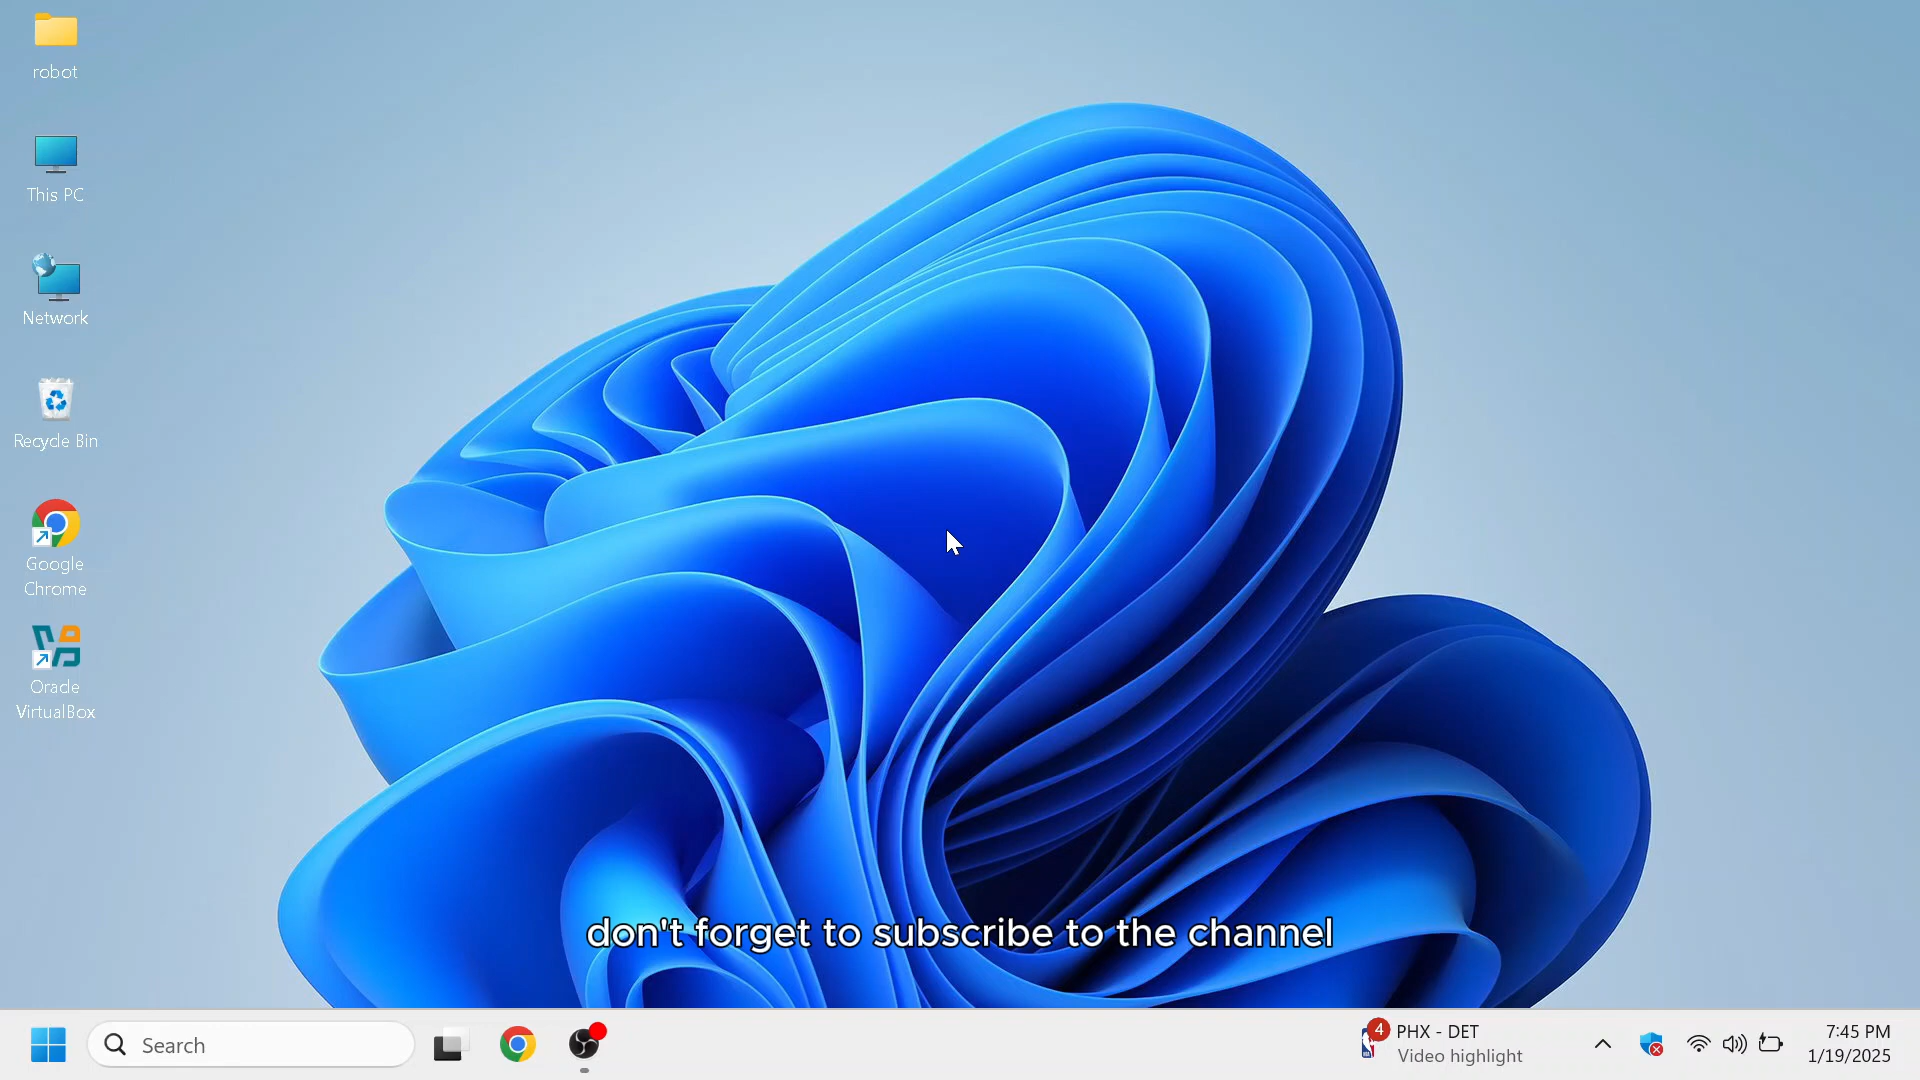 robot
This PC
Network
Recycle Bin
Google
Chrome
Oracle
VirtualBox
don't forget to subscribe to the channel
Search
4
PHX - DET
Video highlight
7:45 PM
1/19/2025